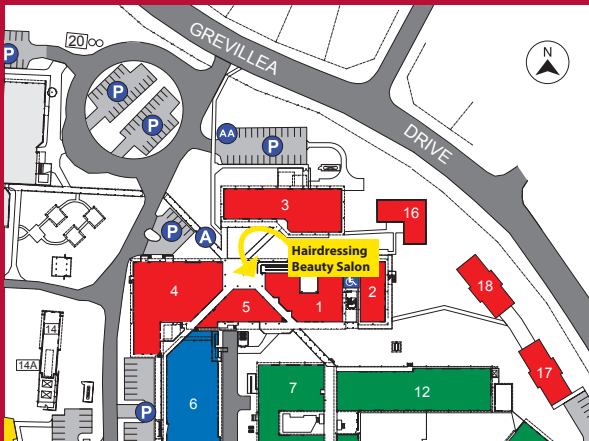 GREVILLEA
DRIVE
N
20
P
P
P
AA
P
3
16
P
A
Hairdressing
Beauty Salon
4
5
1
2
18
14
14A
17
7
12
6
P